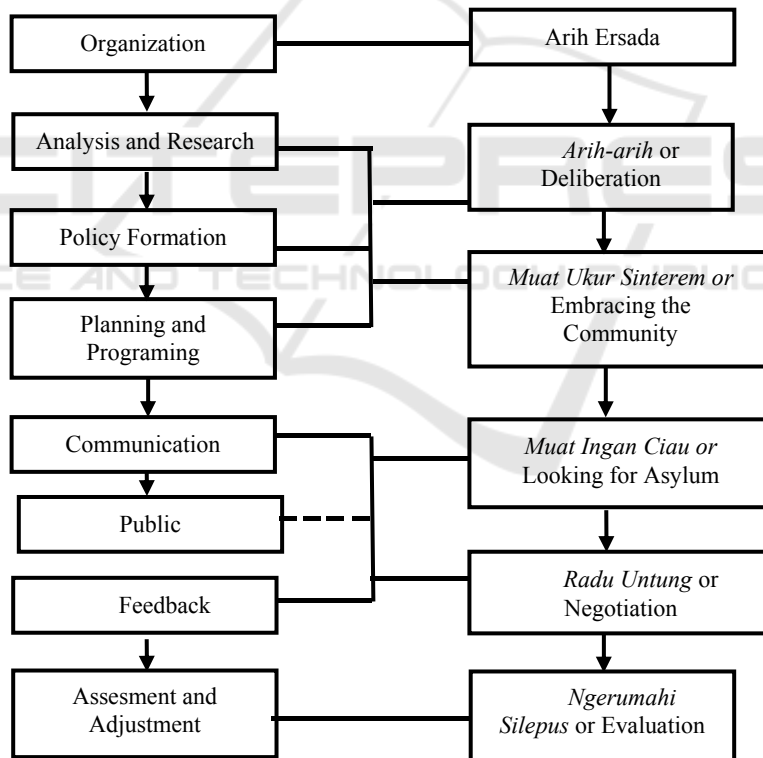 Organization
Arih Ersada
Analysis and Research
Arih-arih or
Deliberation
Policy Formation
Muat Ukur Sinterem or
Embracing the
Community
Planning and
Programing
Communication
Muat Ingan Ciau or
Looking for Asylum
Public
Feedback
Radu Untung or
Negotiation
Assesment and
Adjustment
Ngerumahi
Silepus or Evaluation